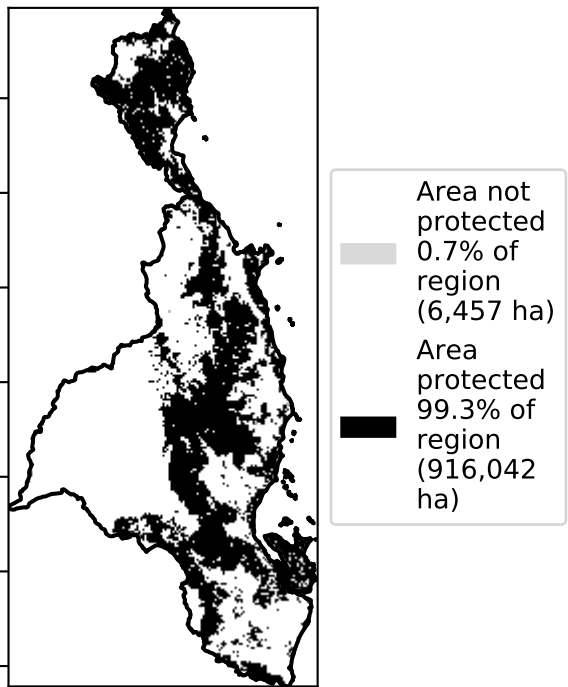 Area not
protected
0.7% of
region
(6,457 ha)
Area
protected
99.3% of
region
(916,042
ha)